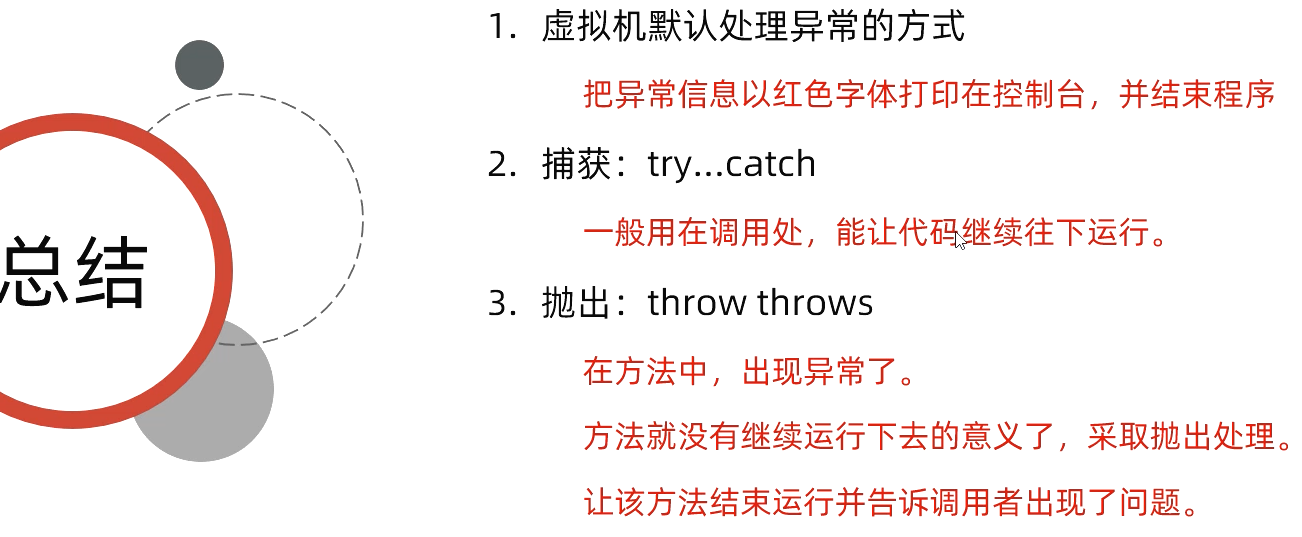 总结
1. 虚拟机默认处理异常的方式
把异常信息以红色字体打印在控制台，并结束程序
2. 捕获：try...catch
一般用在调用处，能让代码继续往下运行。
3. 抛出：throw throws
在方法中，出现异常了。
方法就没有继续运行下去的意义了，采取抛出处理。
让该方法结束运行并告诉调用者出现了问题。